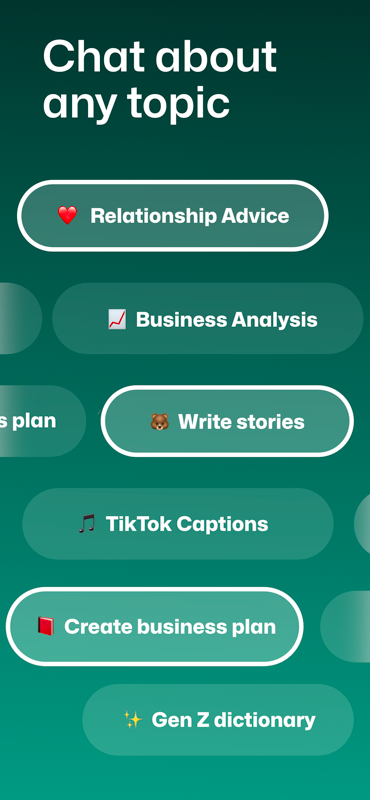 Chat about
any topic
❤️ Relationship Advice
📈 Business Analysis
s plan
🐻 Write stories
🎵 TikTok Captions
📕 Create business plan
✨ Gen Z dictionary